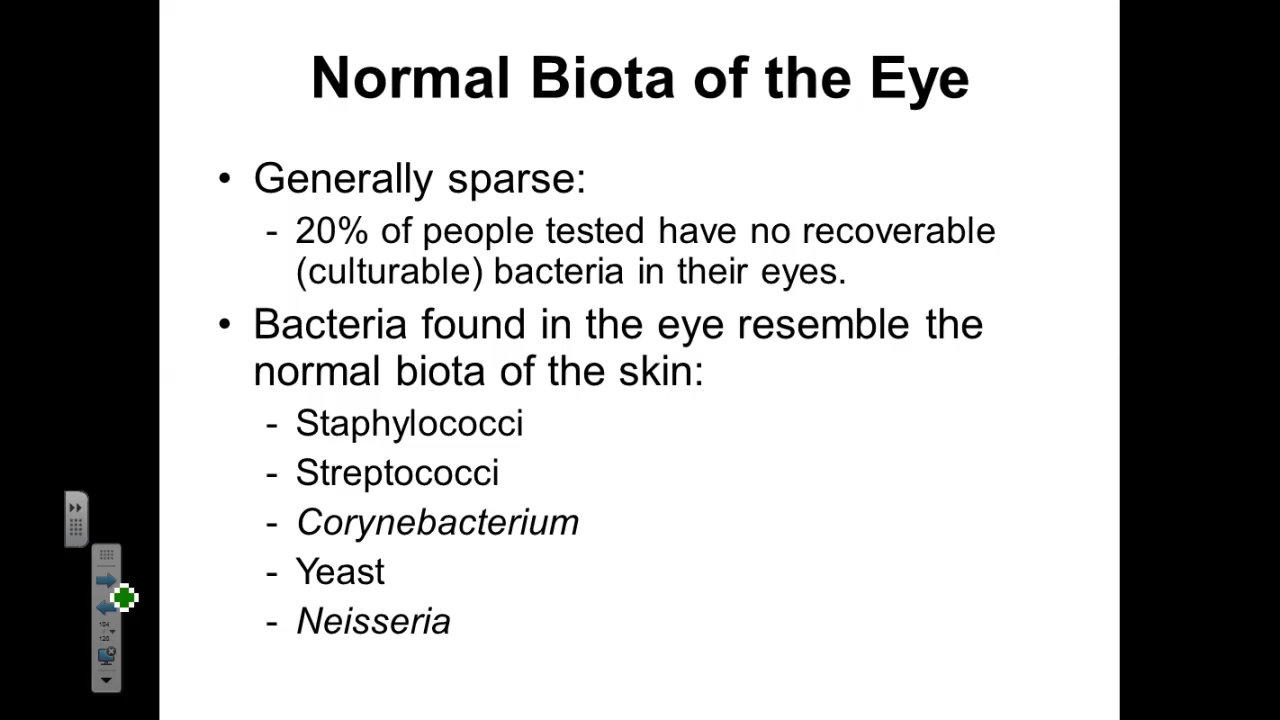 Normal Biota of the Eye
• Generally sparse:
- 20% of people tested have no recoverable
(culturable) bacteria in their eyes.
• Bacteria found in the eye resemble the
normal biota of the skin:
- Staphylococci
- Streptococci
- Corynebacterium
- Yeast
- Neisseria